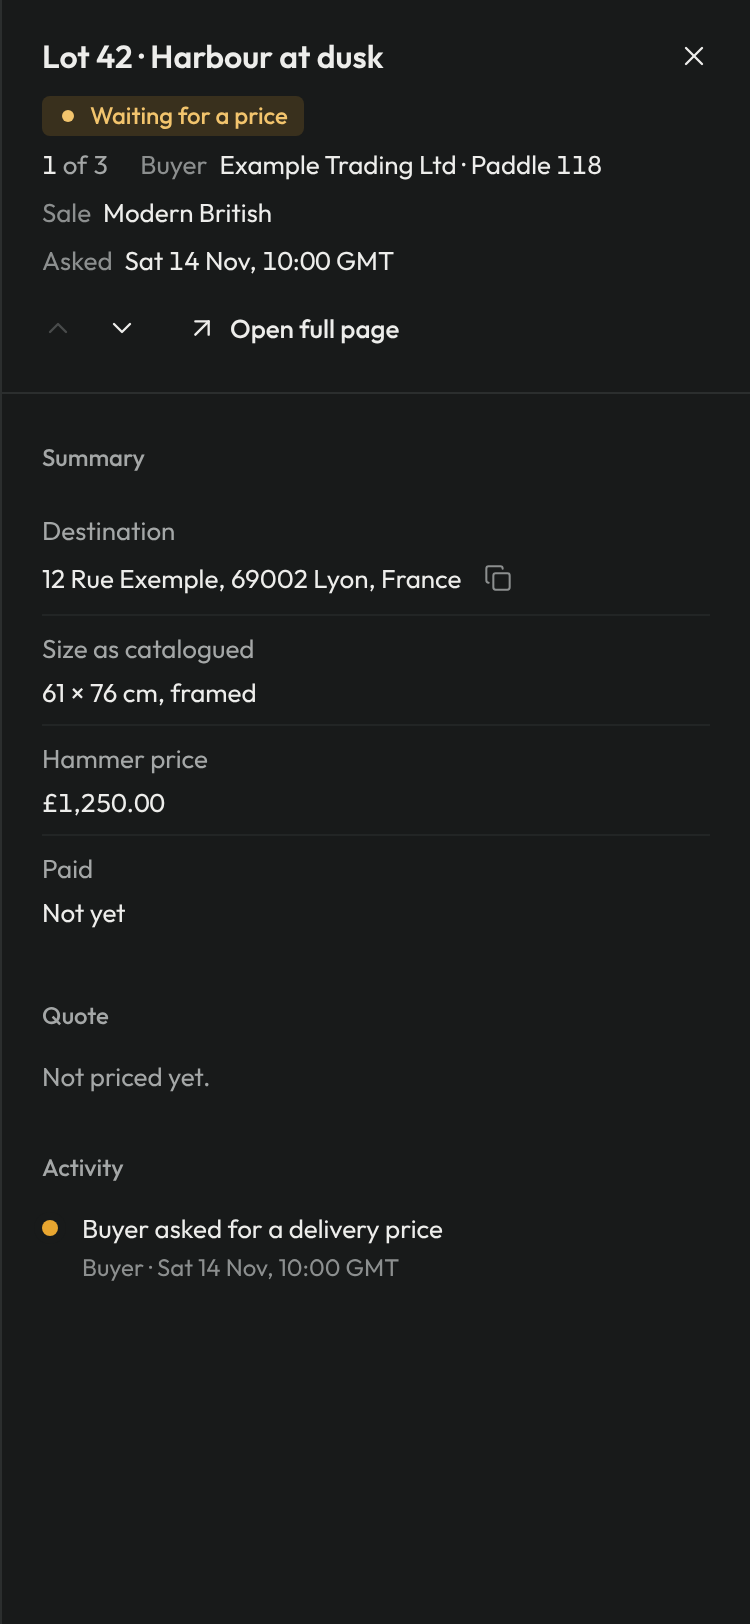 Lot 42 · Harbour at dusk
Waiting for a price
1 of 3 Buyer Example Trading Ltd · Paddle 118
Sale Modern British
Asked Sat 14 Nov, 10:00 GMT
Open full page
Summary
Destination
12 Rue Exemple, 69002 Lyon, France
Size as catalogued
61 × 76 cm, framed
Hammer price
£1,250.00
Paid
Not yet
Quote
Not priced yet.
Activity
Buyer asked for a delivery price
Buyer · Sat 14 Nov, 10:00 GMT